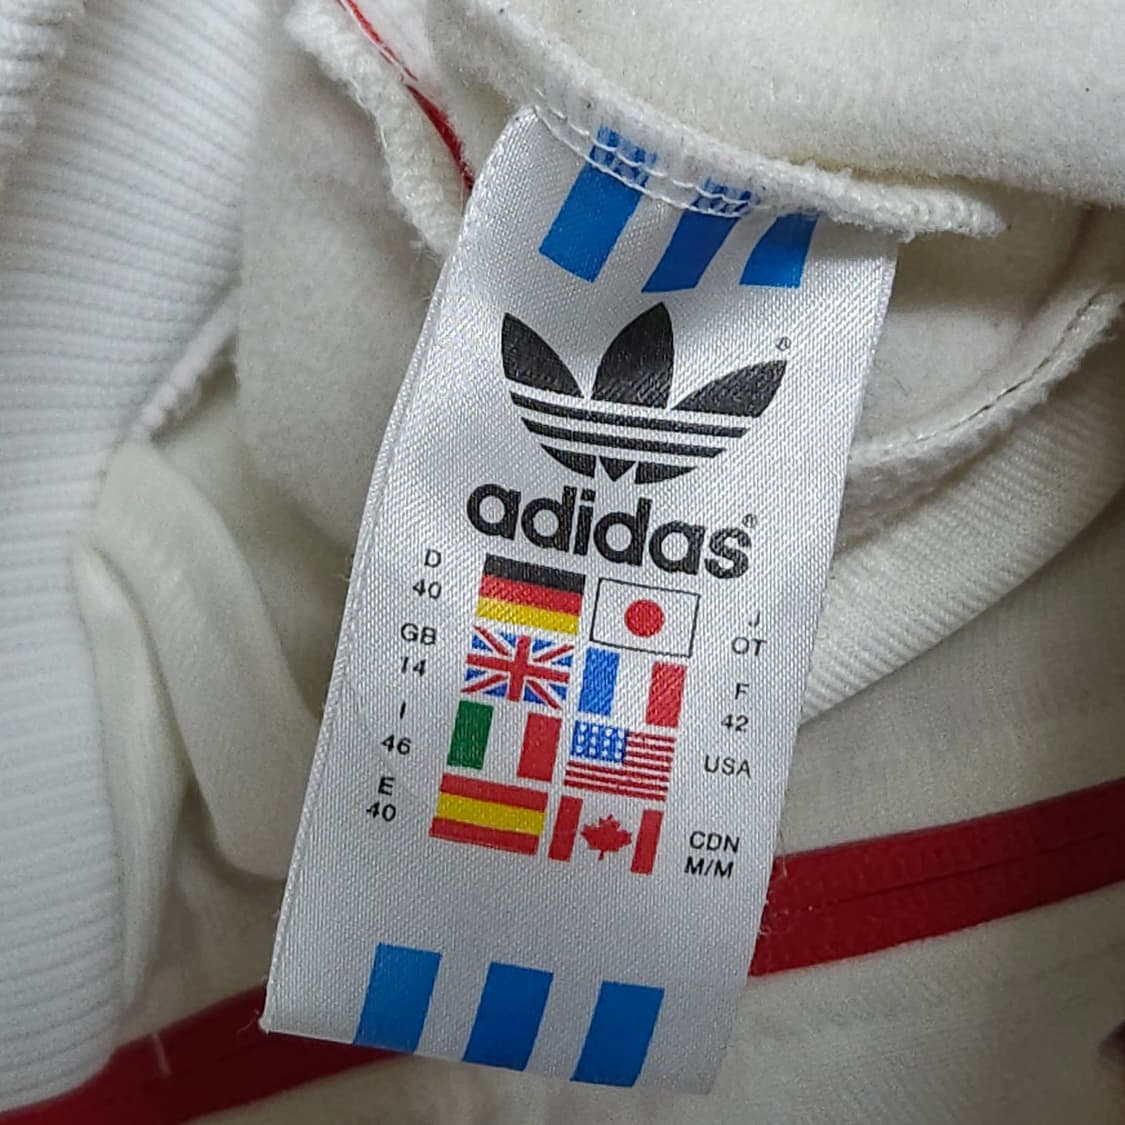 adidas®
D
40
J
OT
GB
14
F
42
I
46
USA
E
40
CDN
M/M